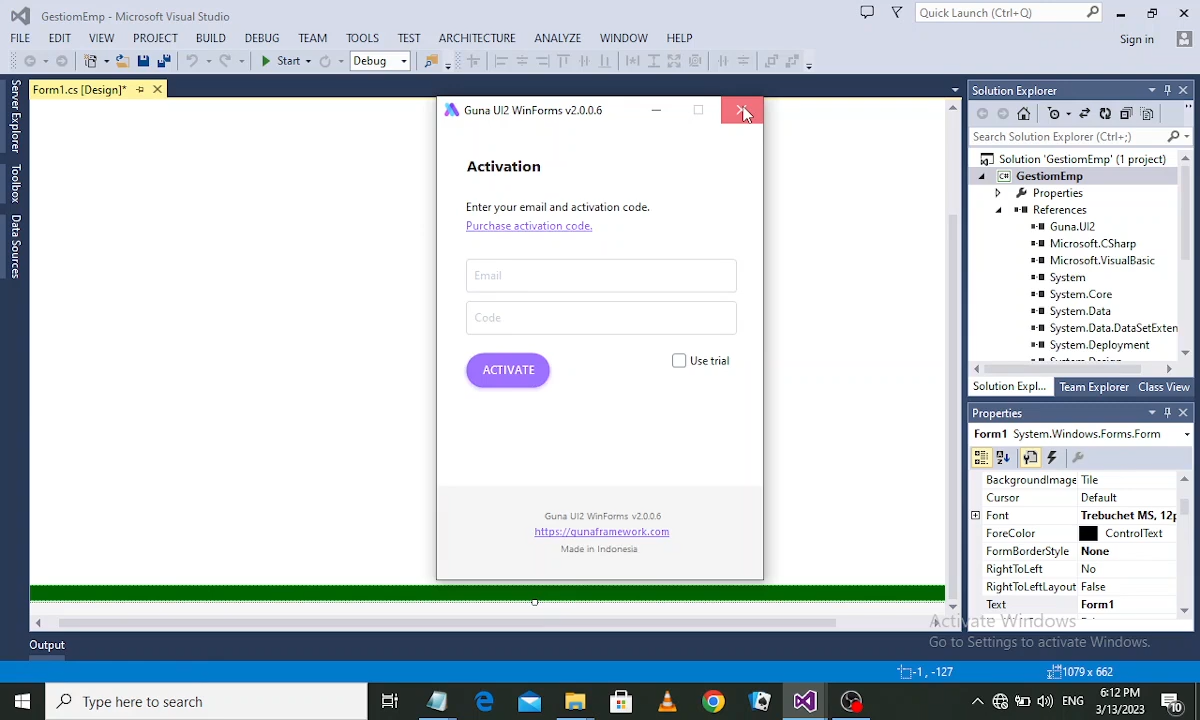 GestiomEmp - Microsoft Visual Studio
Quick Launch (Ctrl+Q)
FILE EDIT VIEW PROJECT BUILD DEBUG TEAM TOOLS TEST ARCHITECTURE ANALYZE WINDOW HELP
Sign in
Start
Debug
Server Explorer
Toolbox
Data Sources
Form1.cs [Design]*
Guna UI2 WinForms v2.0.0.6
Activation
Enter your email and activation code.
Purchase activation code.
Email
Code
ACTIVATE
Use trial
Guna UI2 WinForms v2.0.0.6
https://gunaframework.com
Made in Indonesia
Solution Explorer
Search Solution Explorer (Ctrl+;)
Solution 'GestiomEmp' (1 project)
C# GestiomEmp
Properties
References
Guna.UI2
Microsoft.CSharp
Microsoft.VisualBasic
System
System.Core
System.Data
System.Data.DataSetExten
System.Deployment
Solution Expl... Team Explorer Class View
Properties
Form1 System.Windows.Forms.Form
BackgroundImage Tile
Cursor Default
Font Trebuchet MS, 12p
ForeColor ControlText
FormBorderStyle None
RightToLeft No
RightToLeftLayout False
Text Form1
Activate Windows
Go to Settings to activate Windows.
Output
-1 , -127
1079 x 662
Type here to search
ENG
6:12 PM
3/13/2023
10